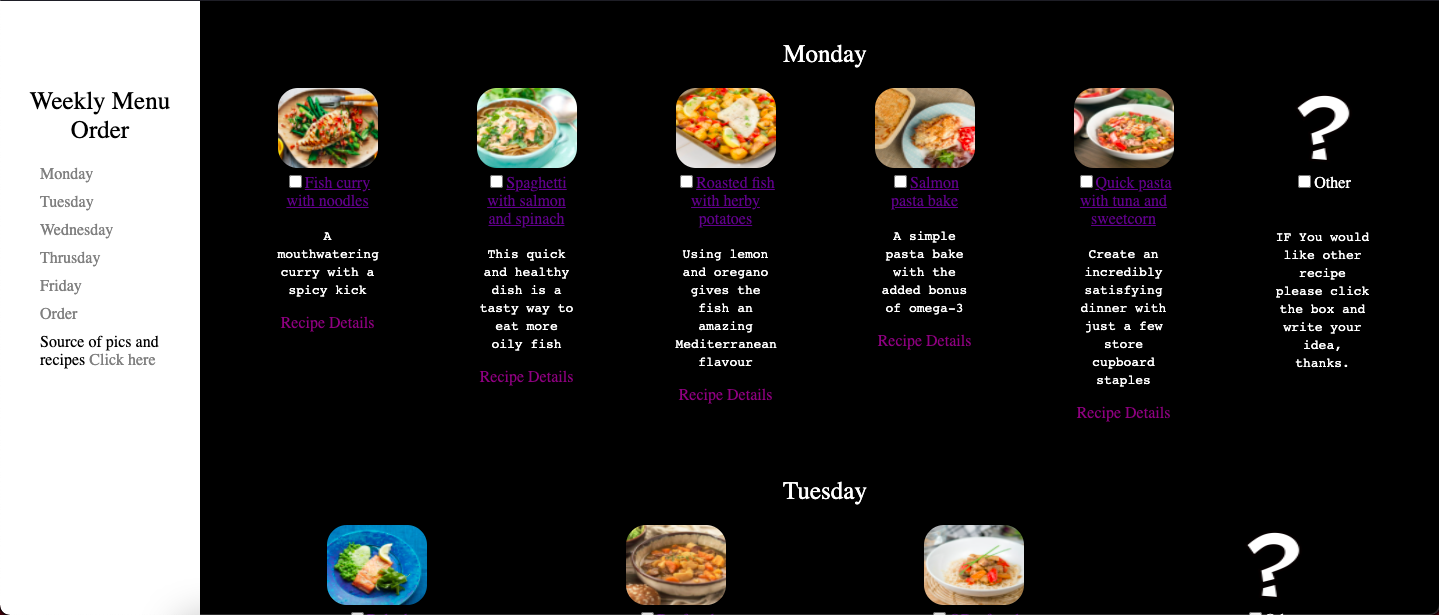 Weekly Menu
Order
Monday
Tuesday
Wednesday
Thrusday
Friday
Order
Source of pics and
recipes Click here
Monday
Fish curry
with noodles
A
mouthwatering
curry with a
spicy kick
Recipe Details
Spaghetti
with salmon
and spinach
This quick
and healthy
dish is a
tasty way to
eat more
oily fish
Recipe Details
Roasted fish
with herby
potatoes
Using lemon
and oregano
gives the
fish an
amazing
Mediterranean
flavour
Recipe Details
Salmon
pasta bake
A simple
pasta bake
with the
added bonus
of omega-3
Recipe Details
Quick pasta
with tuna and
sweetcorn
Create an
incredibly
satisfying
dinner with
just a few
store
cupboard
staples
Recipe Details
?
Other
IF You would
like other
recipe
please click
the box and
write your
idea,
thanks.
Tuesday
?